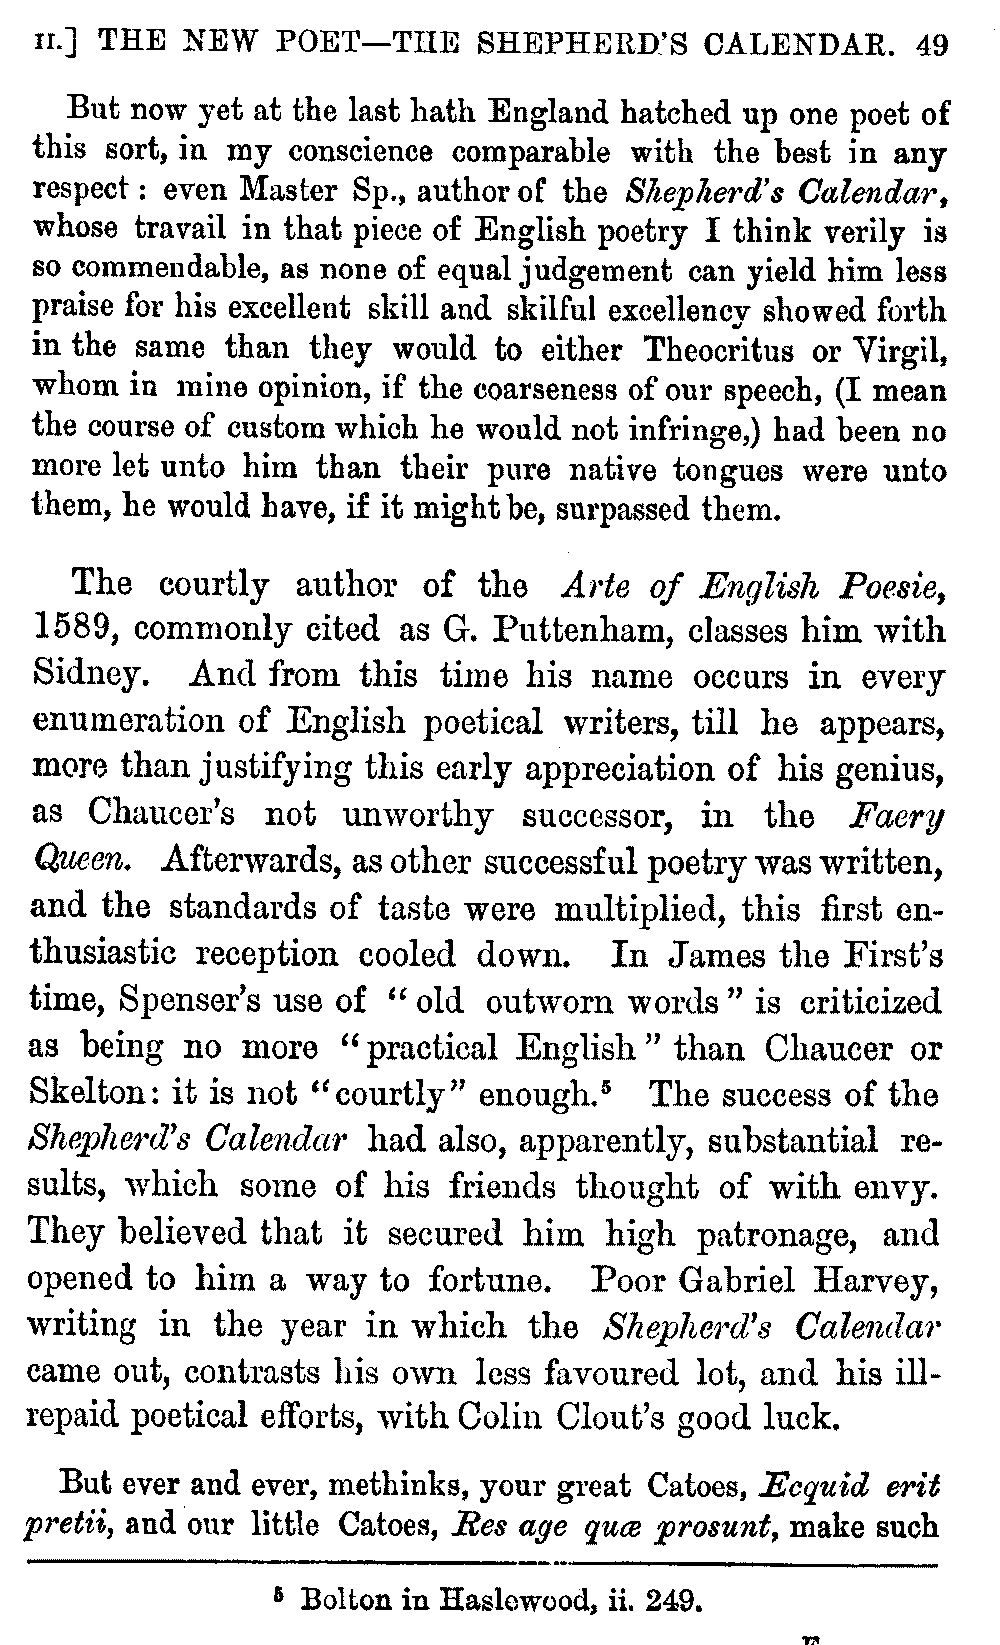 II.] THE NEW POET—THE SHEPHERD'S CALENDAR. 49
But now yet at the last hath England hatched up one poet of
this sort, in my conscience comparable with the best in any
respect : even Master Sp., author of the Shepherd's Calendar,
whose travail in that piece of English poetry I think verily is
so commendable, as none of equal judgement can yield him less
praise for his excellent skill and skilful excellency showed forth
in the same than they would to either Theocritus or Virgil,
whom in mine opinion, if the coarseness of our speech, (I mean
the course of custom which he would not infringe,) had been no
more let unto him than their pure native tongues were unto
them, he would have, if it might be, surpassed them.
The courtly author of the Arte of English Poesie,
1589, commonly cited as G. Puttenham, classes him with
Sidney. And from this time his name occurs in every
enumeration of English poetical writers, till he appears,
more than justifying this early appreciation of his genius,
as Chaucer's not unworthy successor, in the Faery
Queen. Afterwards, as other successful poetry was written,
and the standards of taste were multiplied, this first en-
thusiastic reception cooled down. In James the First's
time, Spenser's use of "old outworn words" is criticized
as being no more "practical English" than Chaucer or
Skelton: it is not "courtly" enough.⁵ The success of the
Shepherd's Calendar had also, apparently, substantial re-
sults, which some of his friends thought of with envy.
They believed that it secured him high patronage, and
opened to him a way to fortune. Poor Gabriel Harvey,
writing in the year in which the Shepherd's Calendar
came out, contrasts his own less favoured lot, and his ill-
repaid poetical efforts, with Colin Clout's good luck.
But ever and ever, methinks, your great Catoes, Ecquid erit
pretii, and our little Catoes, Res age quæ prosunt, make such
⁵ Bolton in Haslewood, ii. 249.